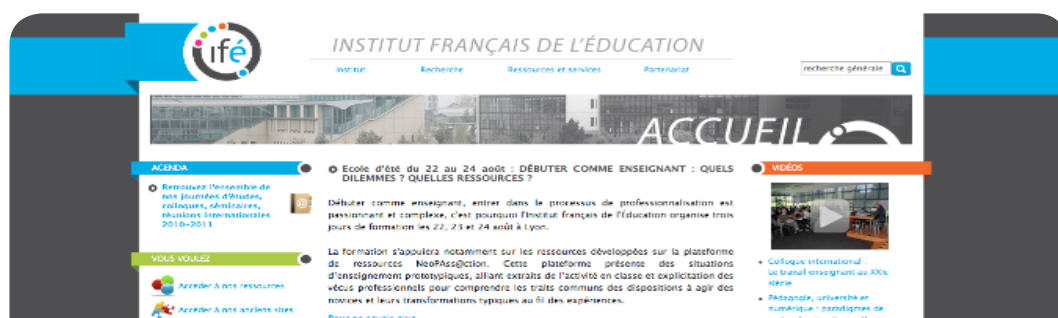 ifé
INSTITUT FRANÇAIS DE L'ÉDUCATION
Institut Recherche Ressources et services Partenariat
recherche générale
ACCUEIL
AGENDA
Retrouvez l'ensemble de
nos journées d'études,
colloques, séminaires,
réunions internationales
2010-2011
VOUS VOULEZ
Accéder à nos ressources
Accéder à nos anciens sites
Ecole d'été du 22 au 24 août : DÉBUTER COMME ENSEIGNANT : QUELS
DILEMMES ? QUELLES RESSOURCES ?
Débuter comme enseignant, entrer dans le processus de professionnalisation est
passionnant et complexe, c'est pourquoi l'Institut français de l'Éducation organise trois
jours de formation les 22, 23 et 24 août à Lyon.
La formation s'appuiera notamment sur les ressources développées sur la plateforme
de ressources NéoPAss@ction. Cette plateforme présente des situations
d'enseignement prototypiques, alliant extraits de l'activité en classe et explicitation des
vécus professionnels pour comprendre les traits communs des dispositions à agir des
novices et leurs transformations typiques au fil des expériences.
VIDÉOS
Colloque international :
Le travail enseignant au XXIe
siècle
Pédagogie, université et
numérique : paradigmes de